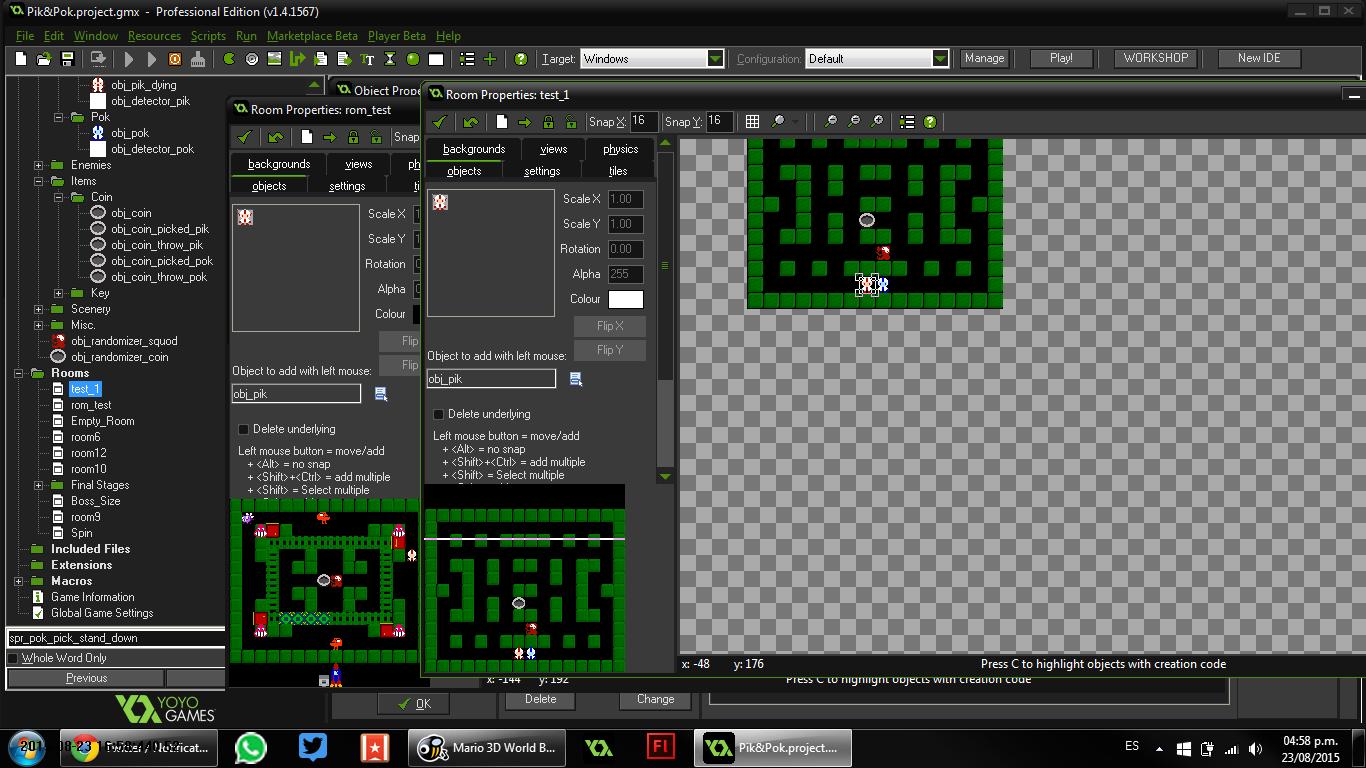 Pik&Pok.project.gmx - Professional Edition (v1.4.1567)
File Edit Window Resources Scripts Run Marketplace Beta Player Beta Help
Target: Windows Configuration: Default Manage Play! WORKSHOP New IDE
obj_pik_dying
obj_detector_pik
Pok
obj_pok
obj_detector_pok
Enemies
Items
Coin
obj_coin
obj_coin_picked_pik
obj_coin_throw_pik
obj_coin_picked_pok
obj_coin_throw_pok
Key
Scenery
Misc.
obj_randomizer_squod
obj_randomizer_coin
Rooms
test_1
rom_test
Empty_Room
room6
room12
room10
Final Stages
Boss_Size
room9
Spin
Included Files
Extensions
Macros
Game Information
Global Game Settings
spr_pok_pick_stand_down
Whole Word Only
Previous
YOYO
GAMES
Object Prope
Room Properties: rom_test
Snap
backgrounds views ph
objects settings ti
Scale X 1
Scale Y 1
Rotation
Alpha
Colour
Flip
Flip
Object to add with left mouse:
obj_pik
Delete underlying
Left mouse button = move/add
+ <Alt> = no snap
+ <Shift>+<Ctrl> = add multiple
+ <Shift> = Select multiple
Room Properties: test_1
Snap X: 16 Snap Y: 16
backgrounds views physics
objects settings tiles
Scale X 1.00
Scale Y 1.00
Rotation 0.00
Alpha 255
Colour
Flip X
Flip Y
Object to add with left mouse:
obj_pik
Delete underlying
Left mouse button = move/add
+ <Alt> = no snap
+ <Shift>+<Ctrl> = add multiple
+ <Shift> = Select multiple
x: -48 y: 176 Press C to highlight objects with creation code
x: -144 y: 192 Press C to highlight objects with creation code
OK Delete Change
Mario 3D World B...
Fl
Pik&Pok.project....
ES
04:58 p.m.
23/08/2015